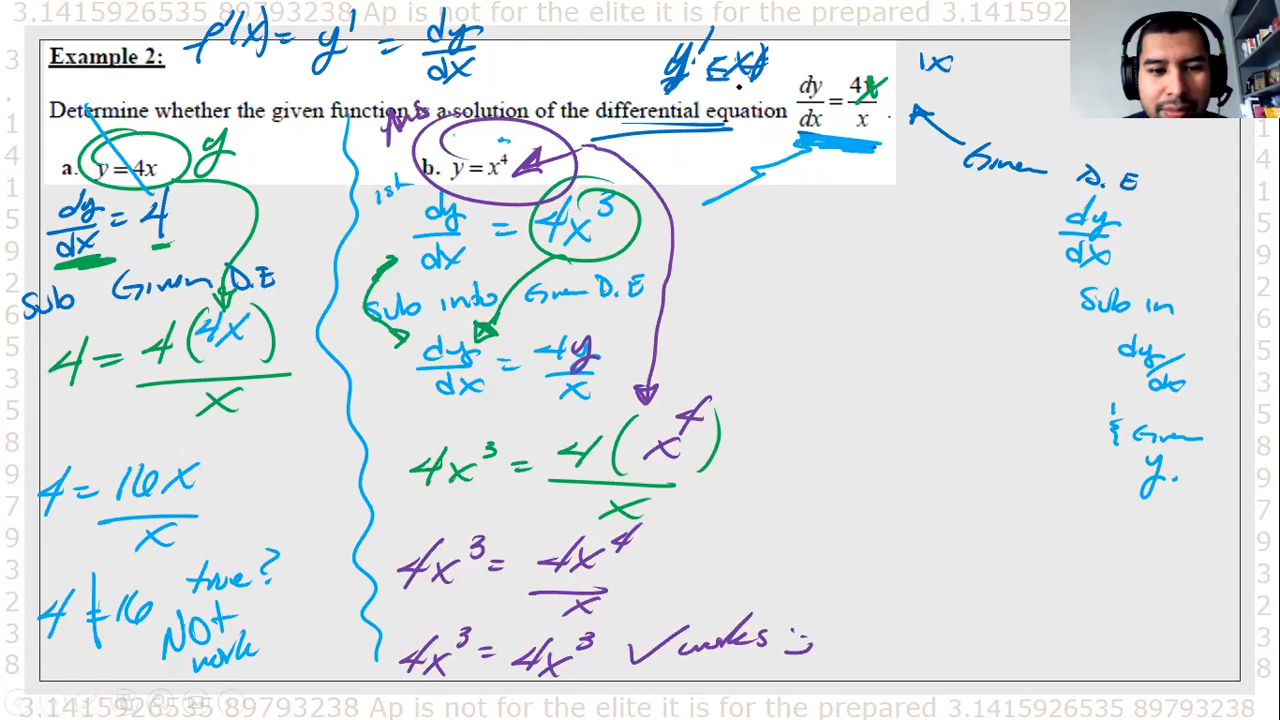 3.1415926535 89793238 Ap is not for the elite it is for the prepared 3.1415926535 89793238
f'(x) = y' = dy/dx
Example 2:
Determine whether the given function is a solution of the differential equation dy/dx = 4y/x .
a. y = 4x
y
dy/dx = 4
Sub Given D.E
4 = 4(4x)/x
4 = 16x/x
4 ≠ 16 true?
NOt work
b. y = x⁴
1st
dy/dx = 4x³
Sub into Given D.E
dy/dx = 4y/x
4x³ = 4(x⁴)/x
4x³ = 4x⁴/x
4x³ = 4x³ ✓ works :)
1x
Given D.E
dy/dx
Sub in
dy/dx
& Given
y.
3.1415926535 89793238 Ap is not for the elite it is for the prepared 3.1415926535 89793238